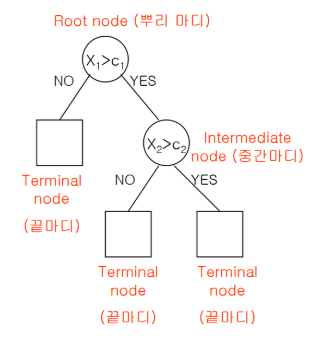 Root node (뿌리 마디)
X₁>c₁
NO YES
X₂>c₂
Intermediate
node (중간마디)
Terminal
node
(끝마디)
NO YES
Terminal Terminal
node node
(끝마디) (끝마디)